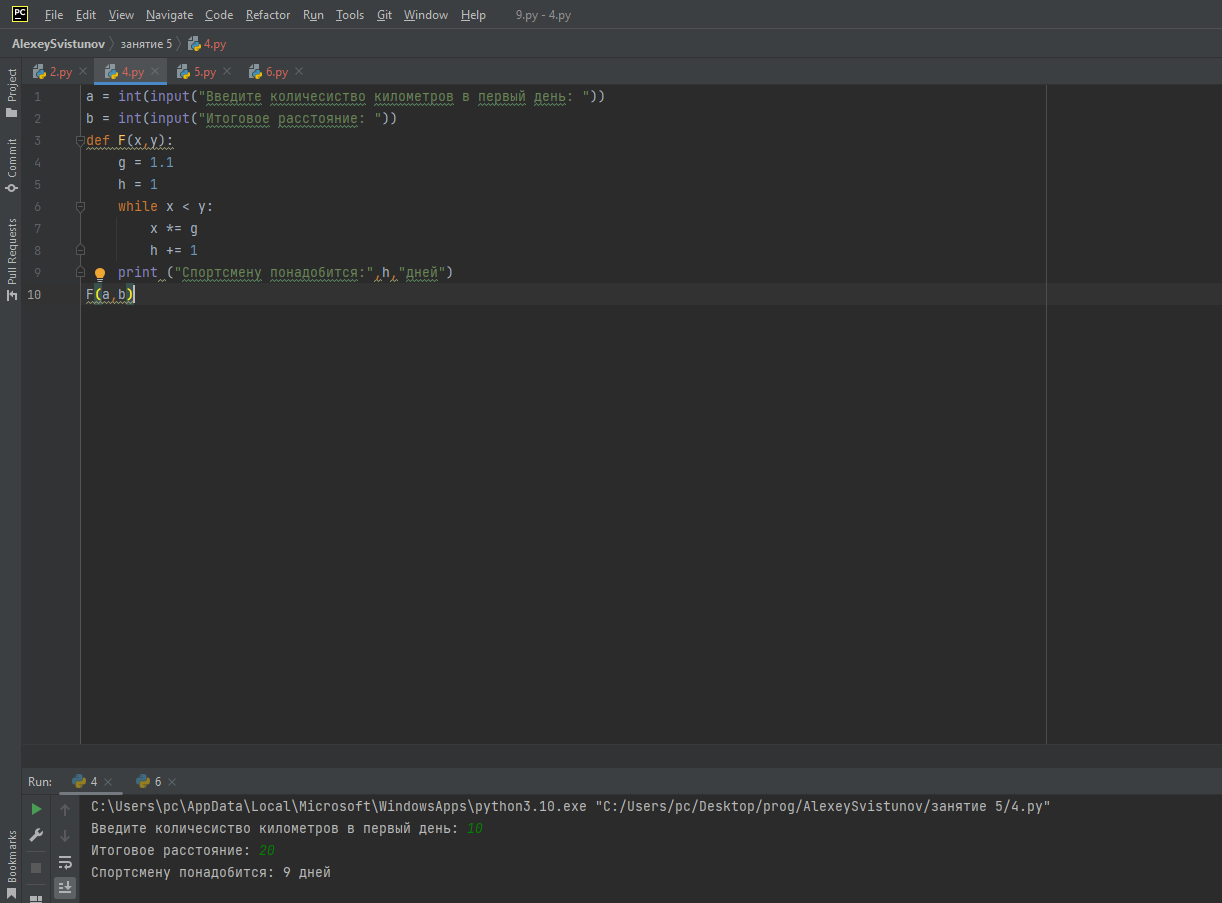 PC File Edit View Navigate Code Refactor Run Tools Git Window Help 9.py - 4.py
AlexeySvistunov занятие 5 4.py
2.py 4.py 5.py 6.py
Project
Commit
Pull Requests
Bookmarks
1 a = int(input("Введите количесиство километров в первый день: "))
2 b = int(input("Итоговое расстояние: "))
3 def F(x,y):
4 g = 1.1
5 h = 1
6 while x < y:
7 x *= g
8 h += 1
9 print ("Спортсмену понадобится:",h,"дней")
10 F(a,b)
Run: 4 6
C:\Users\pc\AppData\Local\Microsoft\WindowsApps\python3.10.exe "C:/Users/pc/Desktop/prog/AlexeySvistunov/занятие 5/4.py"
Введите количесиство километров в первый день: 10
Итоговое расстояние: 20
Спортсмену понадобится: 9 дней